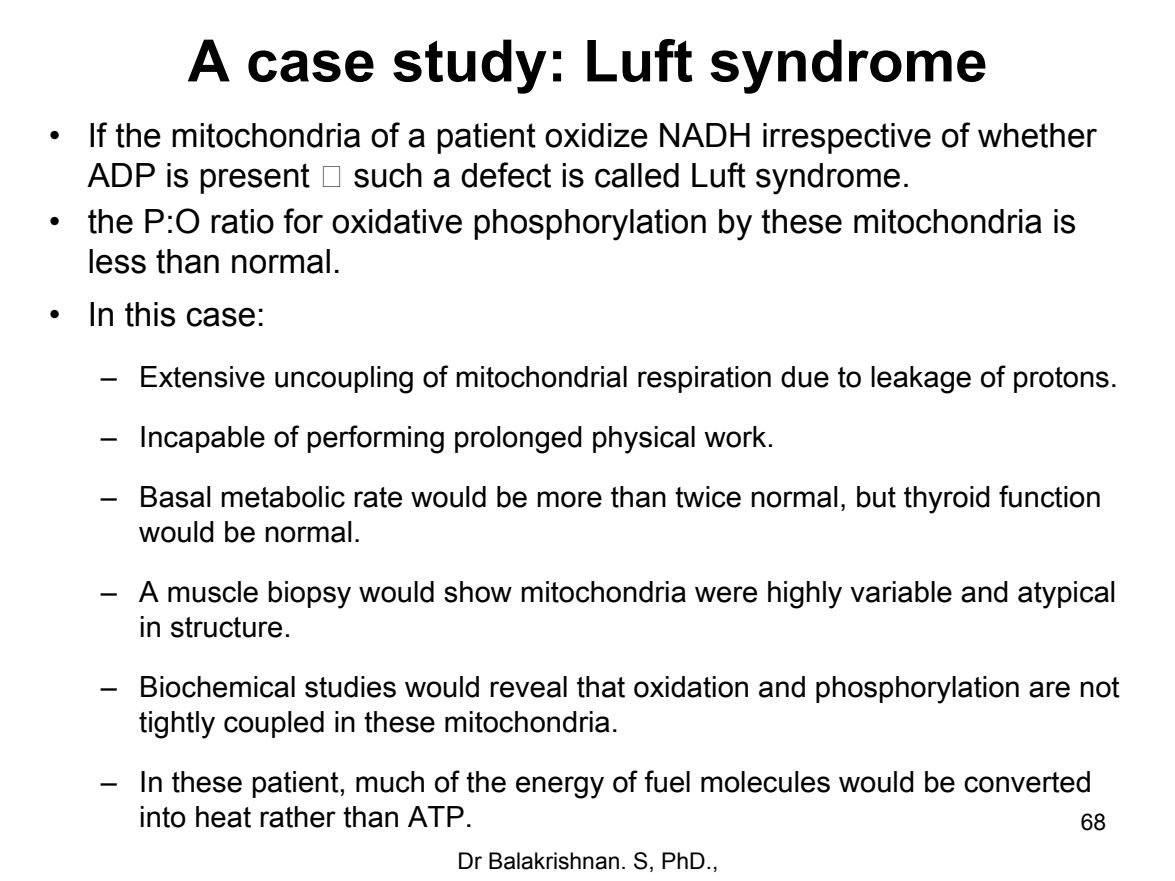 A case study: Luft syndrome
• If the mitochondria of a patient oxidize NADH irrespective of whether
ADP is present □ such a defect is called Luft syndrome.
• the P:O ratio for oxidative phosphorylation by these mitochondria is
less than normal.
• In this case:
– Extensive uncoupling of mitochondrial respiration due to leakage of protons.
– Incapable of performing prolonged physical work.
– Basal metabolic rate would be more than twice normal, but thyroid function
would be normal.
– A muscle biopsy would show mitochondria were highly variable and atypical
in structure.
– Biochemical studies would reveal that oxidation and phosphorylation are not
tightly coupled in these mitochondria.
– In these patient, much of the energy of fuel molecules would be converted
into heat rather than ATP.
68
Dr Balakrishnan. S, PhD.,